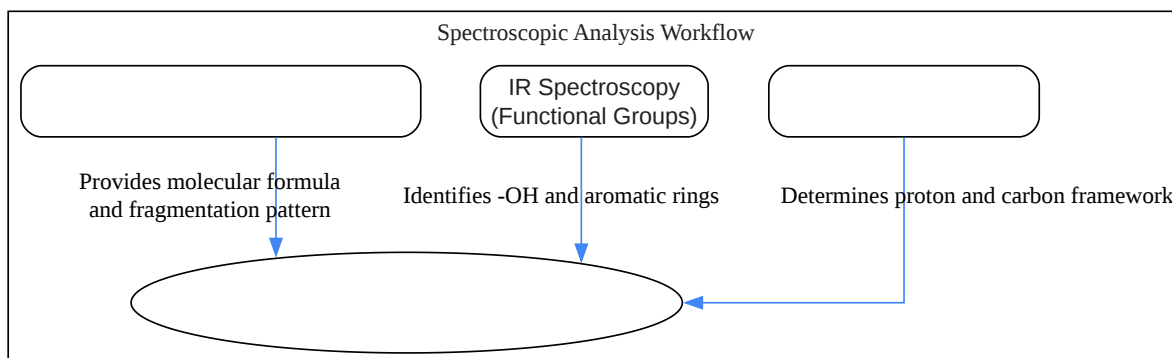 Spectroscopic Analysis Workflow
IR Spectroscopy
(Functional Groups)
Provides molecular formula
and fragmentation pattern
Identifies -OH and aromatic rings
Determines proton and carbon framework